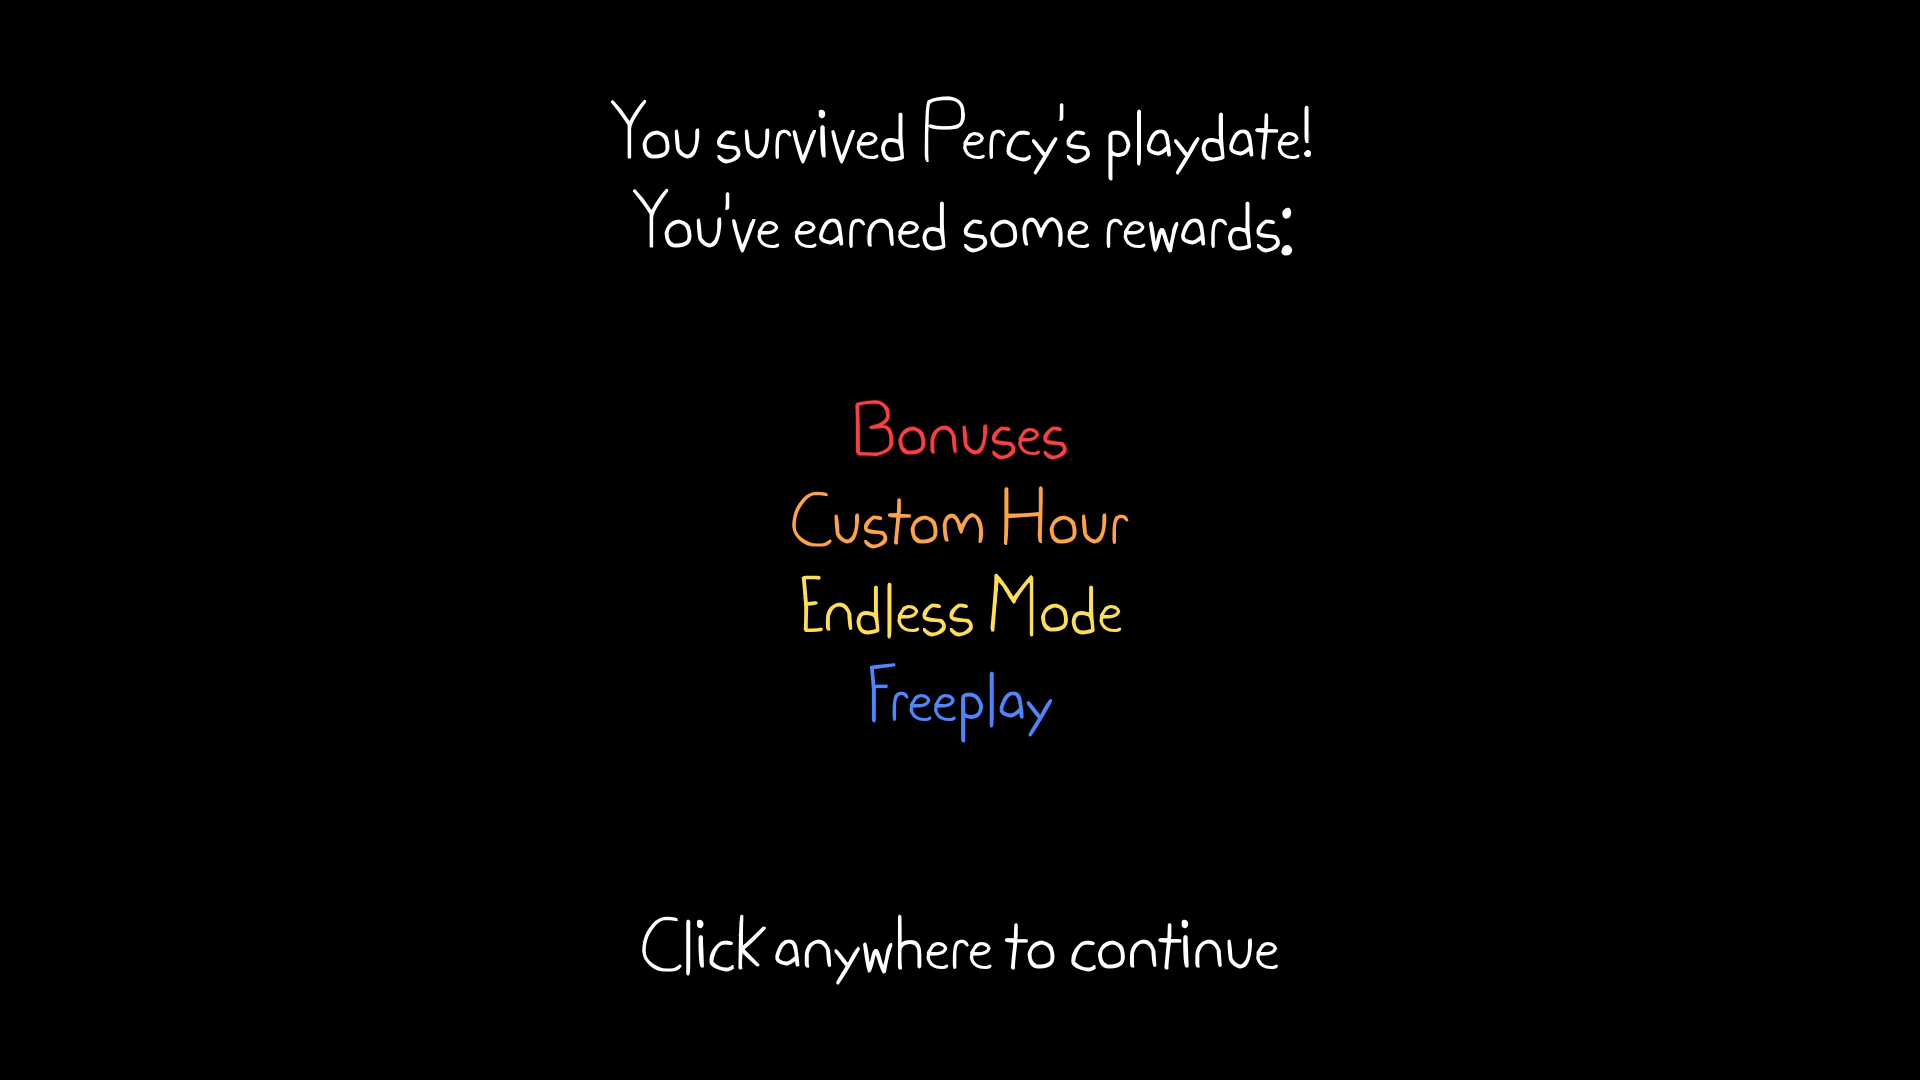 You survived Percy's playdate!
You've earned some rewards:
Bonuses
Custom Hour
Endless Mode
Freeplay
Click anywhere to continue